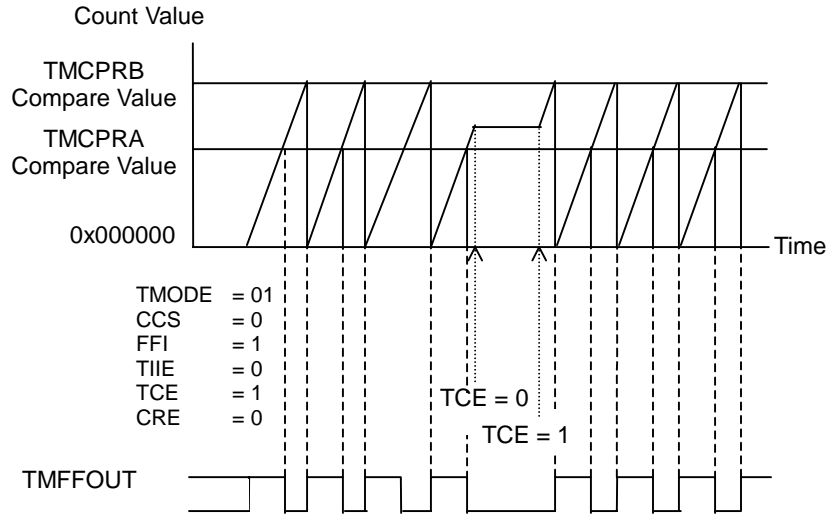 Count Value
TMCPRB
Compare Value
TMCPRA
Compare Value
0x000000
Time
TMODE = 01
CCS = 0
FFI = 1
TIIE = 0
TCE = 1
CRE = 0
TCE = 0
TCE = 1
TMFFOUT